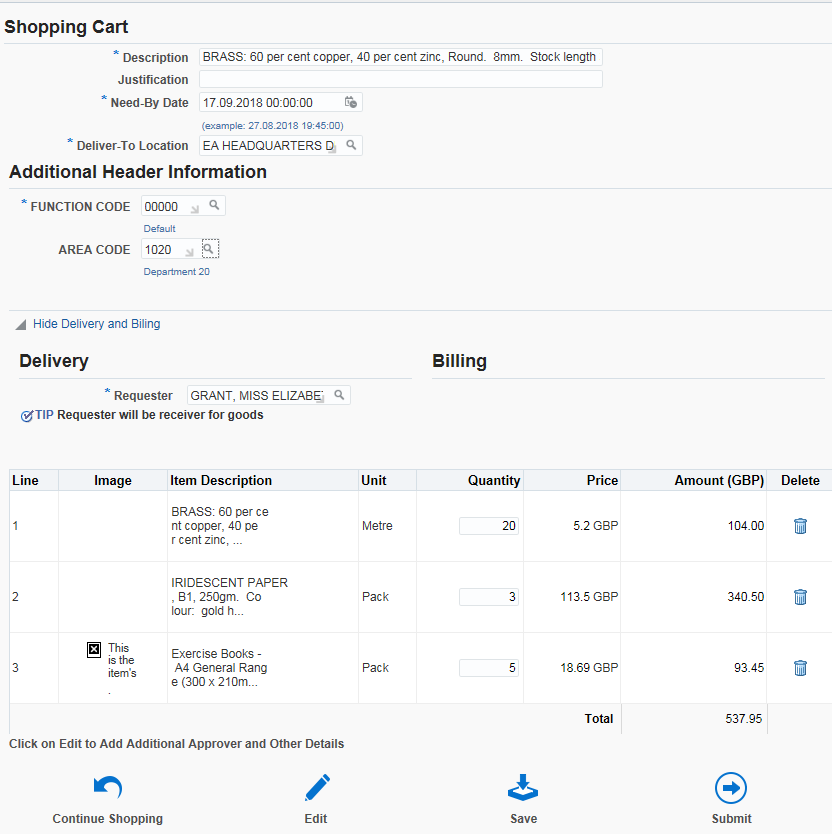 Shopping Cart
* Description BRASS: 60 per cent copper, 40 per cent zinc, Round. 8mm. Stock length
Justification
* Need-By Date 17.09.2018 00:00:00
(example: 27.08.2018 19:45:00)
* Deliver-To Location EA HEADQUARTERS D
Additional Header Information
* FUNCTION CODE 00000
Default
AREA CODE 1020
Department 20
Hide Delivery and Biling
Delivery Billing
* Requester GRANT, MISS ELIZABE
TIP Requester will be receiver for goods
Line Image Item Description Unit Quantity Price Amount (GBP) Delete
BRASS: 60 per ce
1 nt copper, 40 pe Metre 20 5.2 GBP 104.00
r cent zinc, ...
IRIDESCENT PAPER
2 , B1, 250gm. Co Pack 3 113.5 GBP 340.50
lour: gold h...
This
is the
item's
.
Exercise Books -
3 A4 General Rang Pack 5 18.69 GBP 93.45
e (300 x 210m...
Total 537.95
Click on Edit to Add Additional Approver and Other Details
Continue Shopping Edit Save Submit